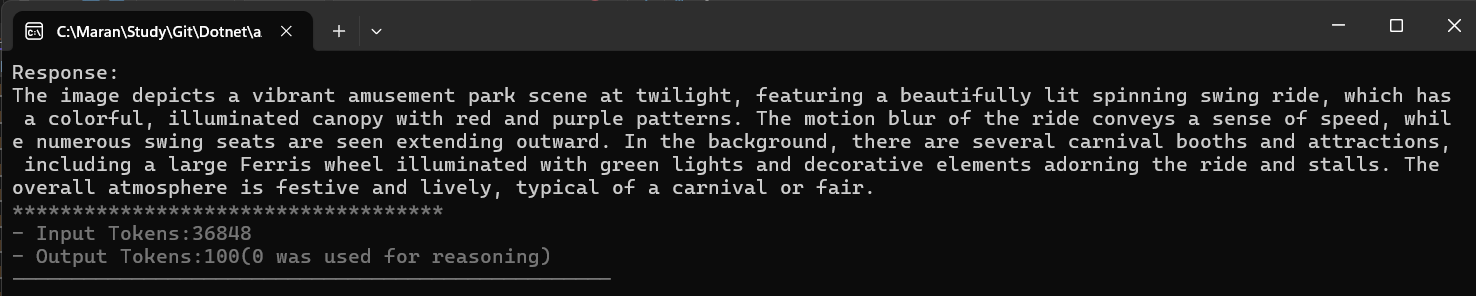 C:\Maran\Study\Git\Dotnet\a
Response:
The image depicts a vibrant amusement park scene at twilight, featuring a beautifully lit spinning swing ride, which has
 a colorful, illuminated canopy with red and purple patterns. The motion blur of the ride conveys a sense of speed, whil
e numerous swing seats are seen extending outward. In the background, there are several carnival booths and attractions,
 including a large Ferris wheel illuminated with green lights and decorative elements adorning the ride and stalls. The
overall atmosphere is festive and lively, typical of a carnival or fair.
************************************
- Input Tokens:36848
- Output Tokens:100(0 was used for reasoning)